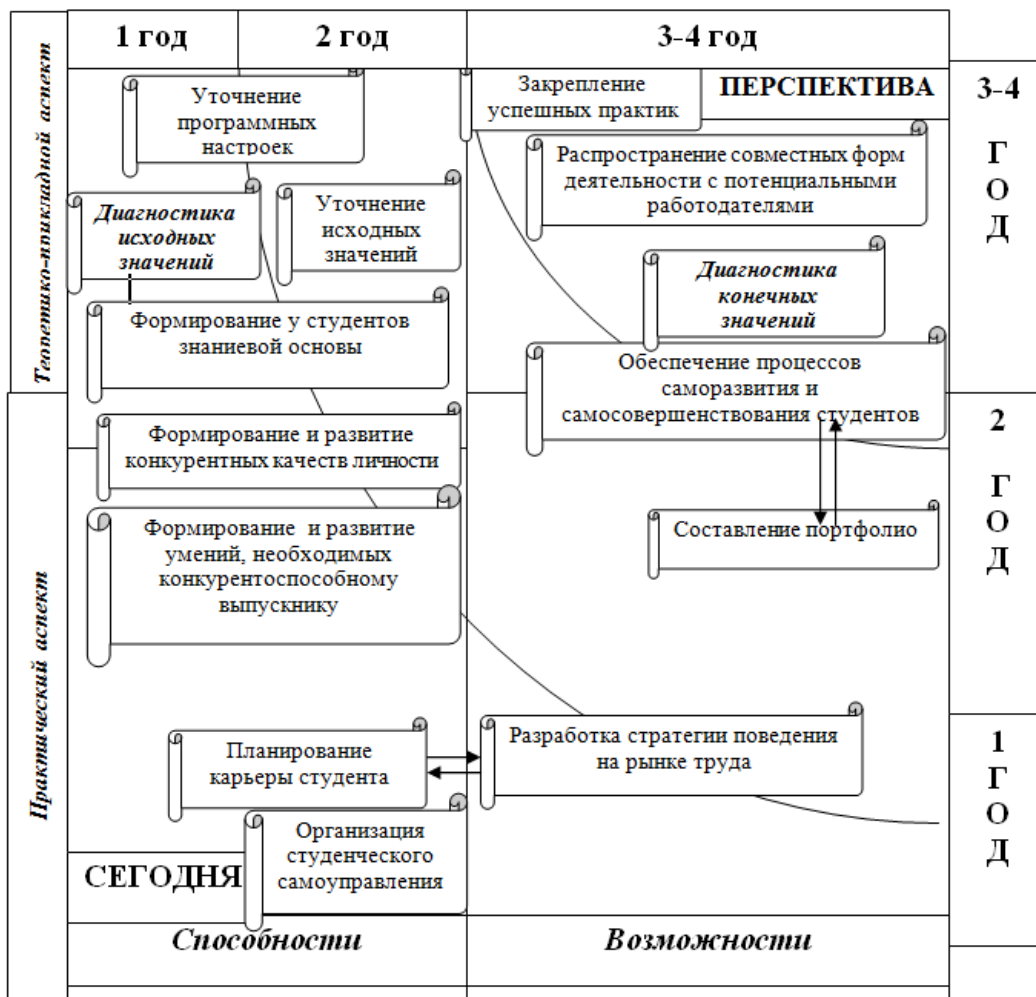 1 год
2 год
3-4 год
Теоретико-прикладной аспект
Практический аспект
Уточнение
программных
настроек
Закрепление
успешных практик
ПЕРСПЕКТИВА
Распространение совместных форм
деятельности с потенциальными
работодателями
Диагностика
исходных
значений
Уточнение
исходных
значений
Диагностика
конечных
значений
Формирование у студентов
знаниевой основы
Обеспечение процессов
саморазвития и
самосовершенствования студентов
Формирование и развитие
конкурентных качеств личности
Формирование и развитие
умений, необходимых
конкурентоспособному
выпускнику
Составление портфолио
Планирование
карьеры студента
Разработка стратегии поведения
на рынке труда
Организация
студенческого
самоуправления
СЕГОДНЯ
Способности
Возможности
3-4
Г
О
Д
2
Г
О
Д
1
Г
О
Д